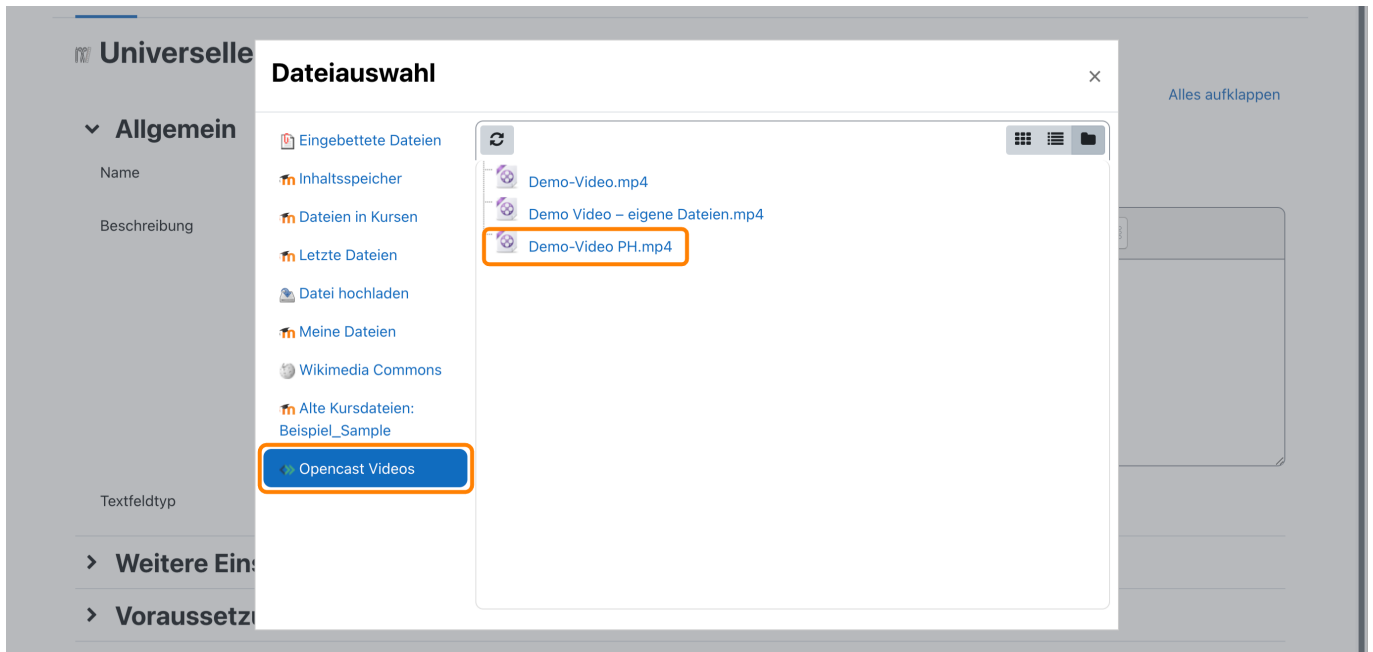 Universelle
Dateiauswahl
×
Alles aufklappen
Allgemein
Name
Beschreibung
Eingebettete Dateien
Inhaltsspeicher
Dateien in Kursen
Letzte Dateien
Datei hochladen
Meine Dateien
Wikimedia Commons
Alte Kursdateien:
Beispiel_Sample
Opencast Videos
Demo-Video.mp4
Demo Video – eigene Dateien.mp4
Demo-Video PH.mp4
Textfeldtyp
Weitere Eins
Voraussetzu